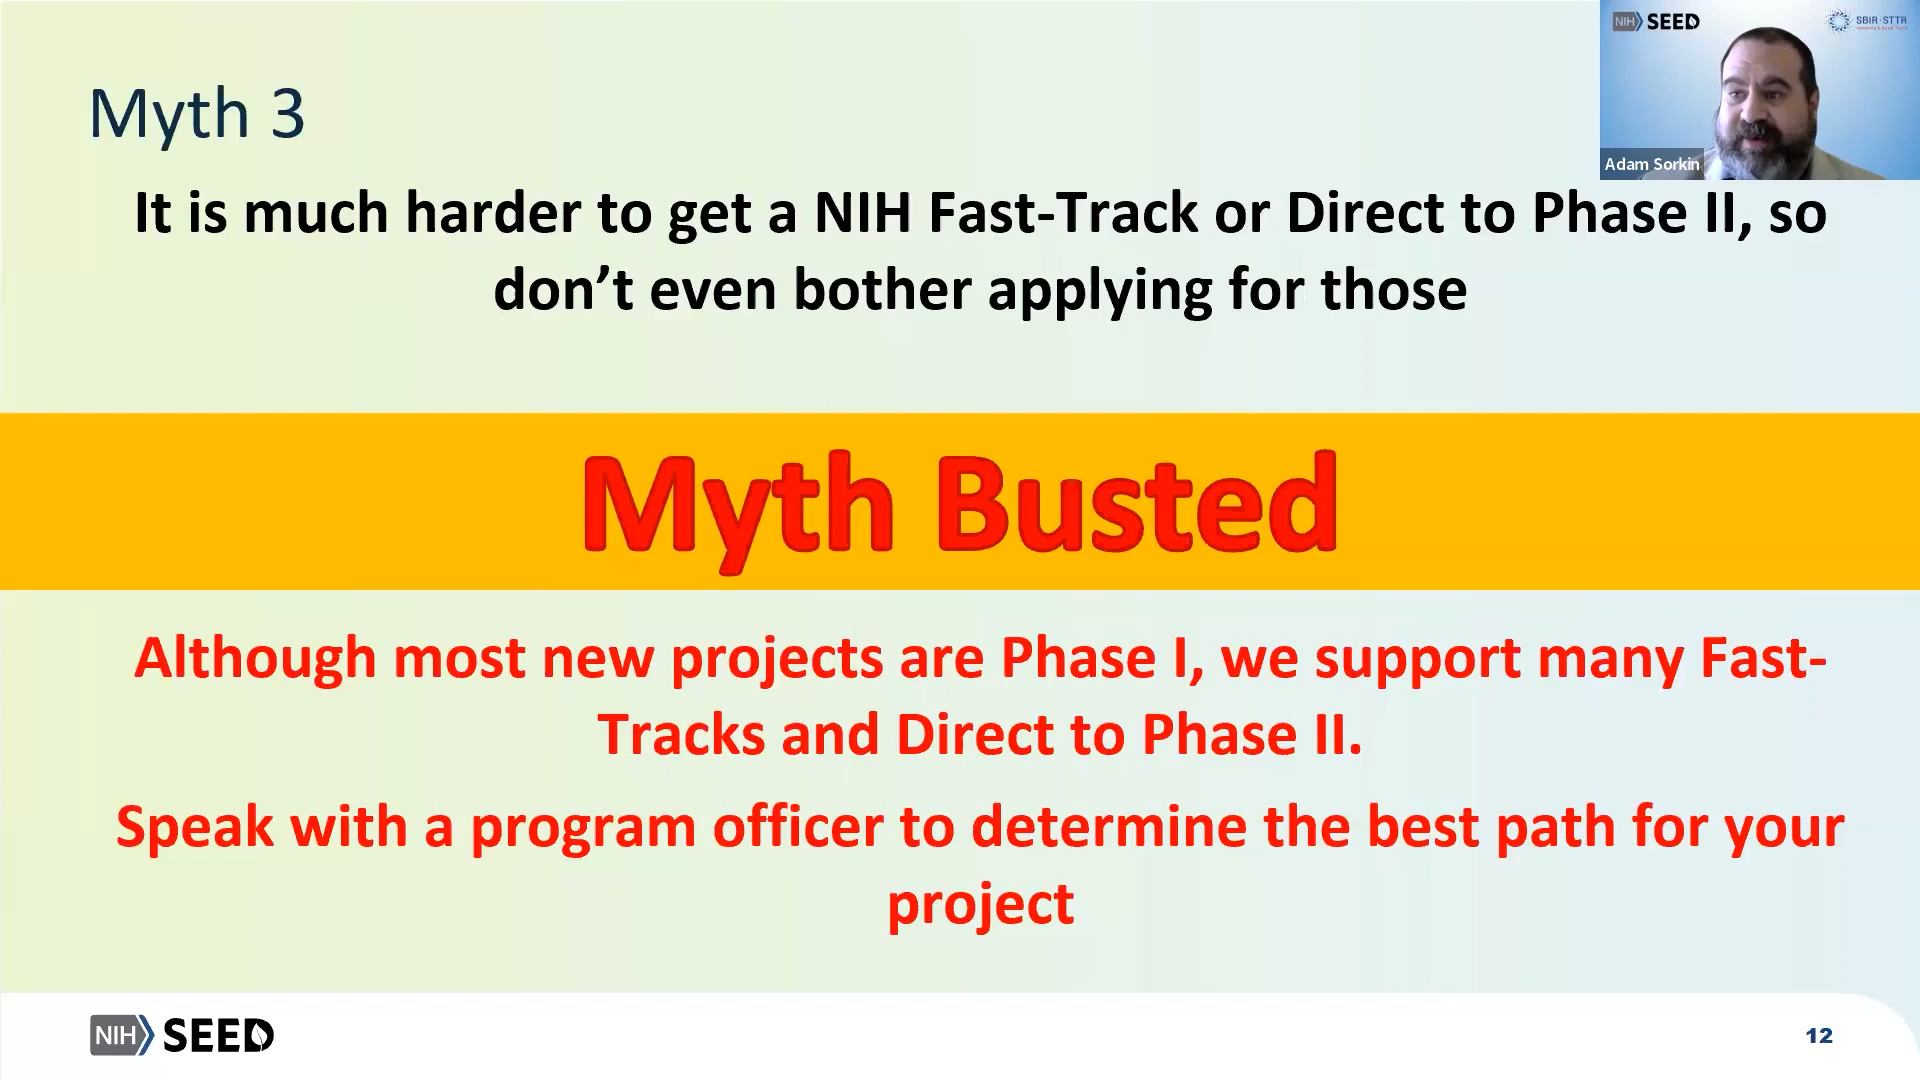 NIH SEED
SBIR·STTR
America's Seed Fund
Adam Sorkin
Myth 3
It is much harder to get a NIH Fast-Track or Direct to Phase II, so
don’t even bother applying for those
Myth Busted
Although most new projects are Phase I, we support many Fast-
Tracks and Direct to Phase II.
Speak with a program officer to determine the best path for your
project
NIH SEED
12